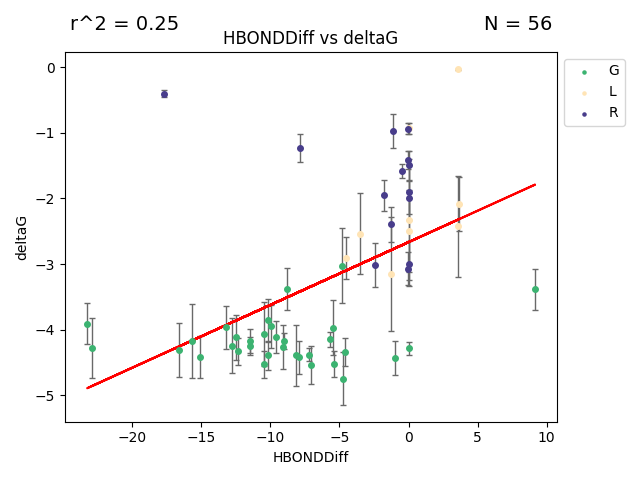 r^2 = 0.25
N = 56
HBONDDiff vs deltaG
G
L
R
0
−1
−2
−3
−4
−5
deltaG
−20
−15
−10
−5
0
5
10
HBONDDiff